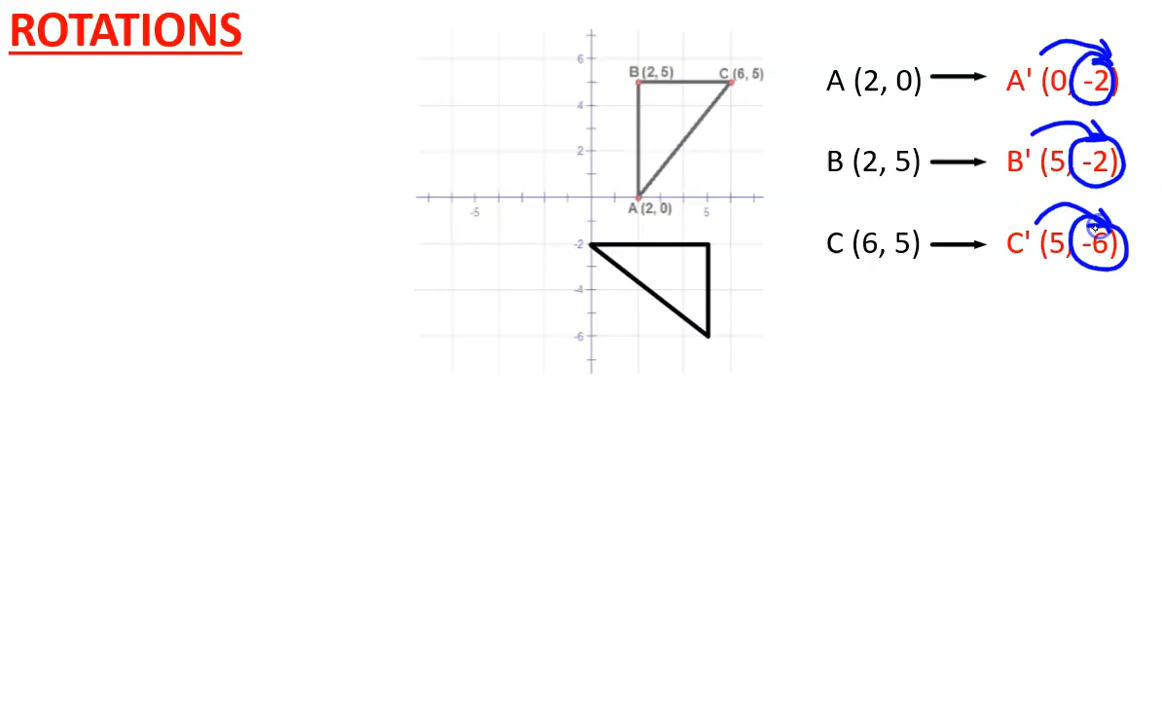 ROTATIONS
6
B (2, 5)
C (6, 5)
4
2
-5
A (2, 0)
5
-2
-4
-6
A (2, 0) A' (0, -2)
B (2, 5) B' (5, -2)
C (6, 5) C' (5, -6)